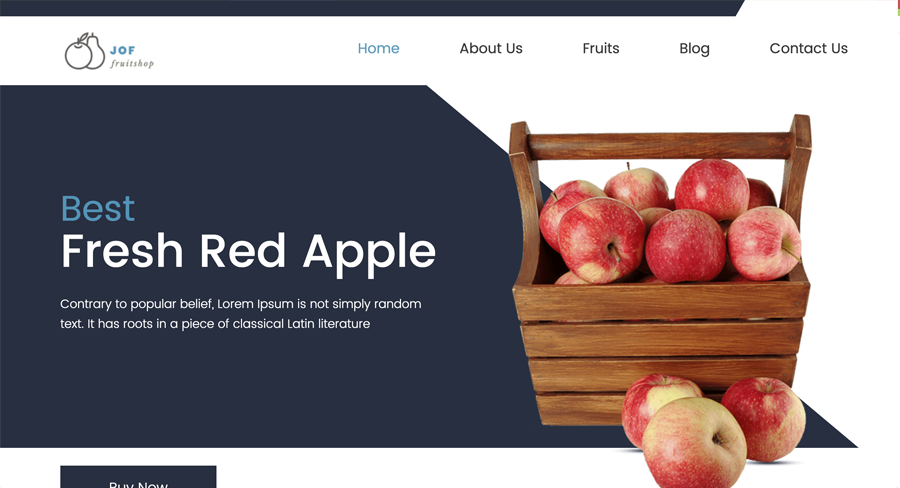 JOF
fruitshop
Home
About Us
Fruits
Blog
Contact Us
Best
Fresh Red Apple
Contrary to popular belief, Lorem Ipsum is not simply random
text. It has roots in a piece of classical Latin literature
Buy Now